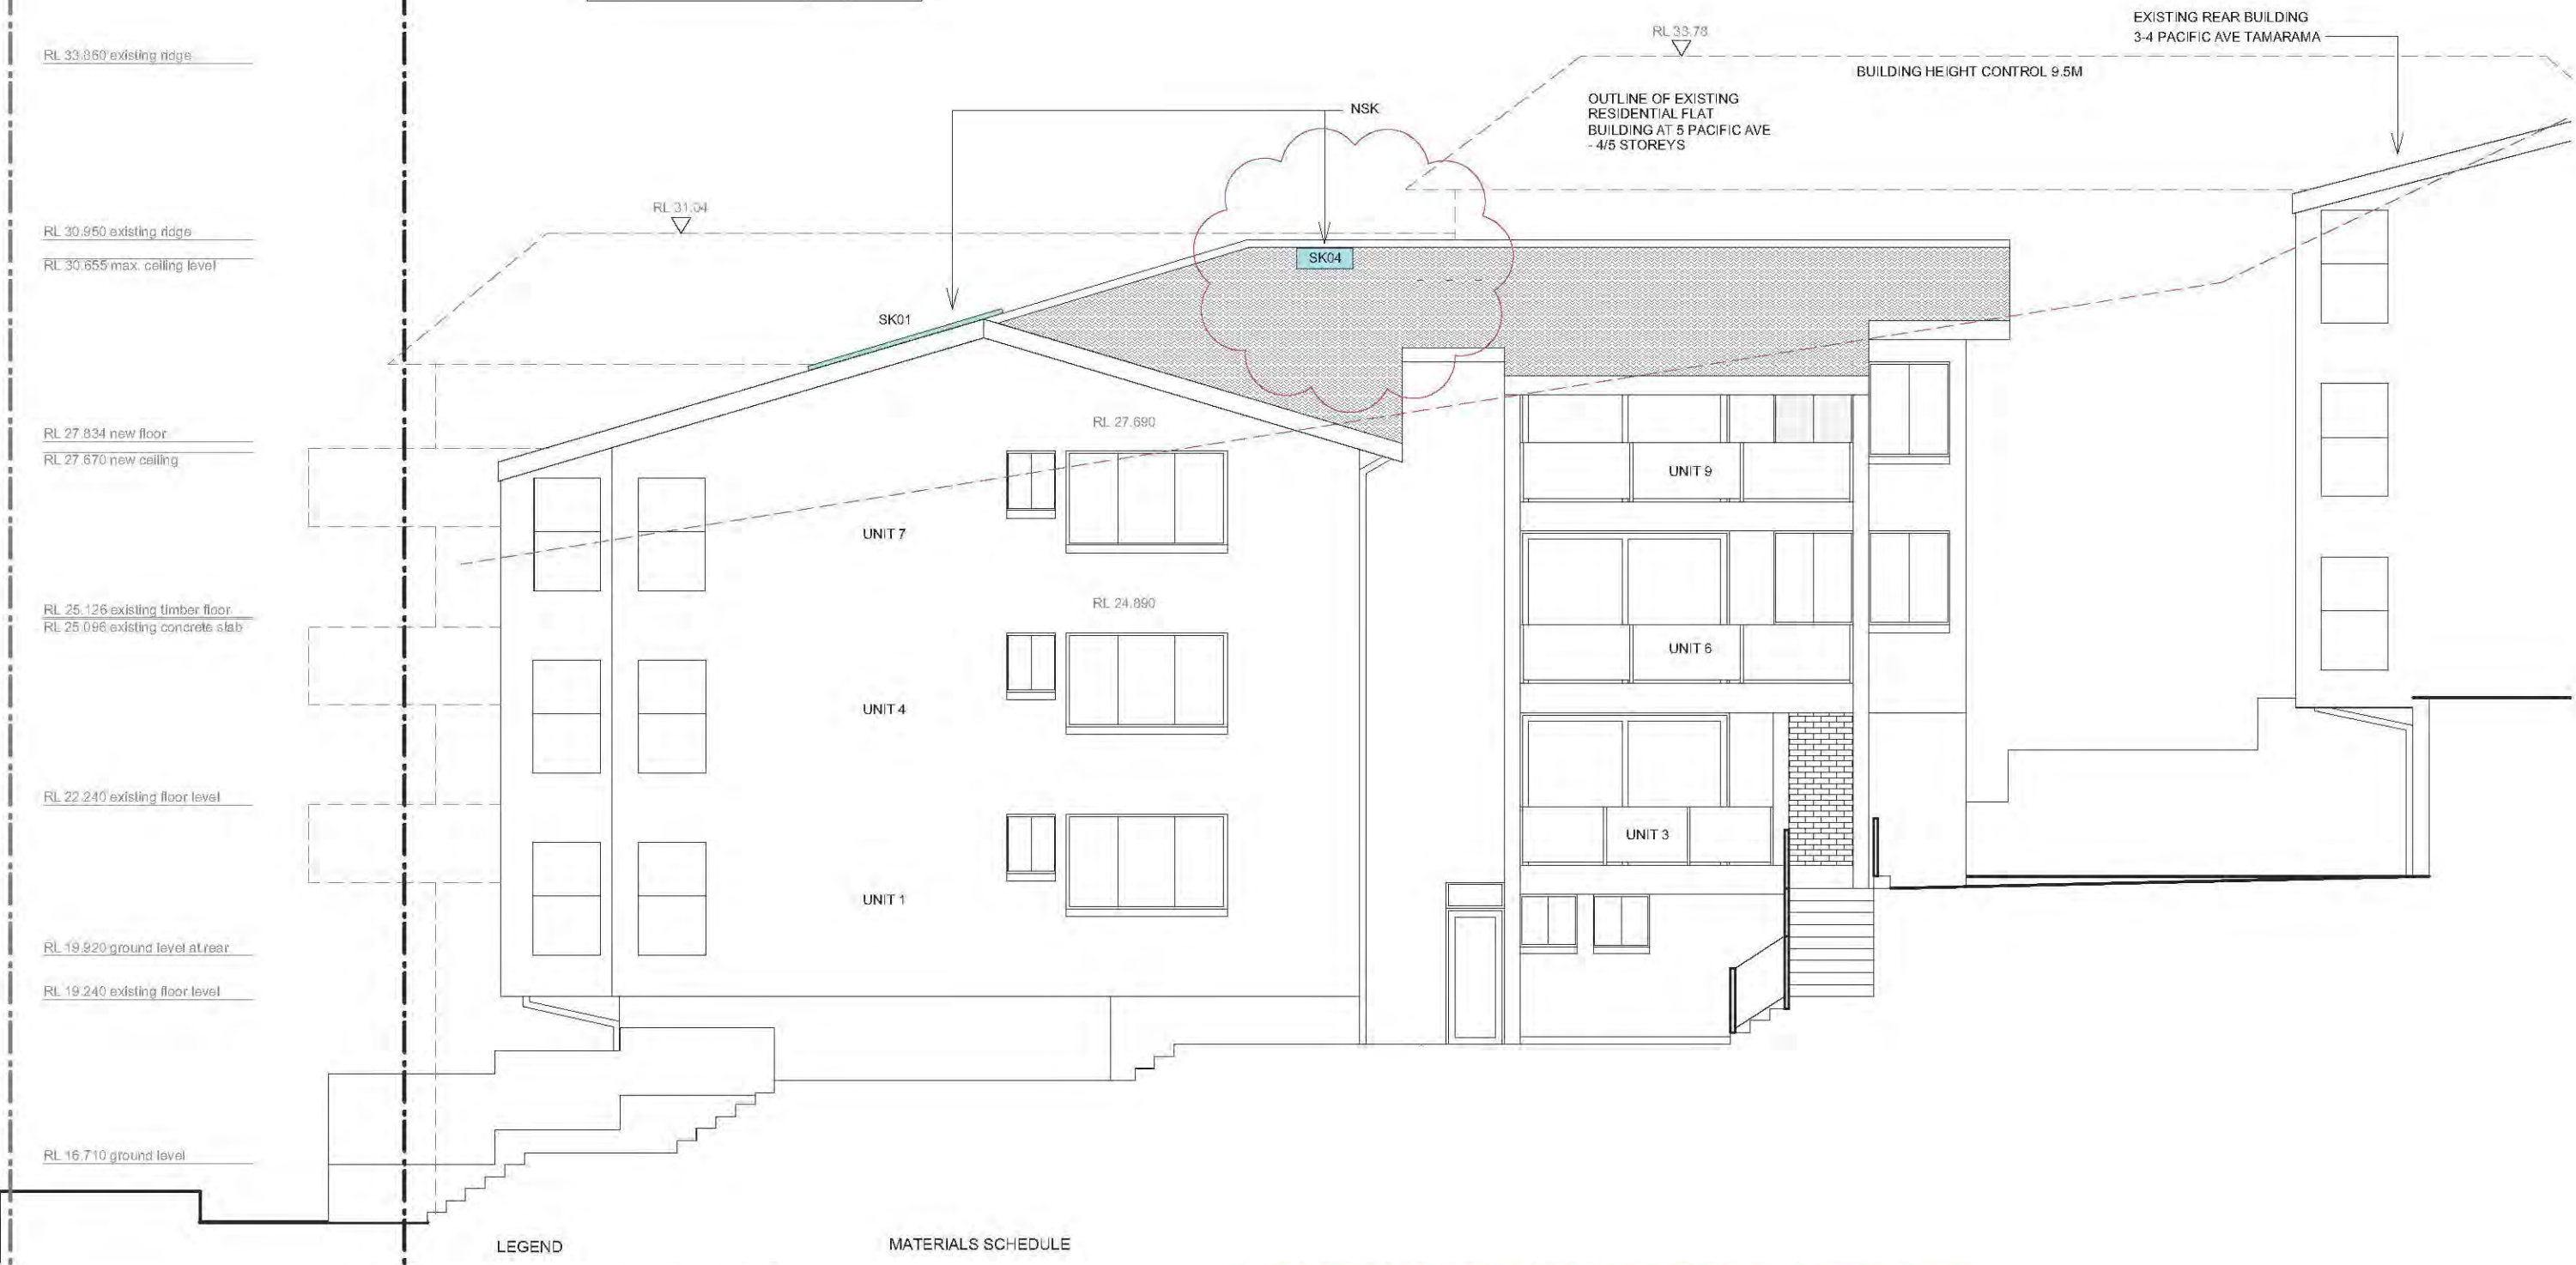 EXISTING REAR BUILDING
3-4 PACIFIC AVE TAMARAMA
RL 33.78
RL 33.860 existing ridge
BUILDING HEIGHT CONTROL 9.5M
OUTLINE OF EXISTING
RESIDENTIAL FLAT
BUILDING AT 5 PACIFIC AVE
- 4/5 STOREYS
NSK
RL 31.04
RL 30.950 existing ridge
RL 30.655 max. ceiling level
SK04
SK01
RL 27.690
RL 27.834 new floor
RL 27.670 new ceiling
UNIT 9
UNIT 7
RL 24.890
RL 25.126 existing timber floor
RL 25.096 existing concrete slab
UNIT 6
UNIT 4
RL 22.240 existing floor level
UNIT 3
UNIT 1
RL 19.920 ground level at rear
RL 19.240 existing floor level
RL 16.710 ground level
LEGEND
MATERIALS SCHEDULE